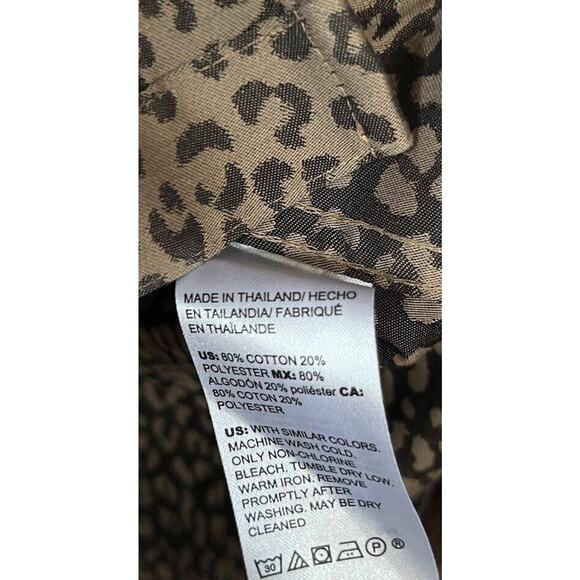 MADE IN THAILAND/ HECHO
EN TAILANDIA/ FABRIQUÉ
EN THAÏLANDE
US: 80% COTTON 20%
POLYESTER MX: 80%
ALGODÓN 20% poliéster CA:
80% COTON 20%
POLYESTER
US: WITH SIMILAR COLORS.
MACHINE WASH COLD.
ONLY NON-CHLORINE
BLEACH. TUMBLE DRY LOW.
WARM IRON. REMOVE
PROMPTLY AFTER
WASHING. MAY BE DRY
CLEANED
30 P ®